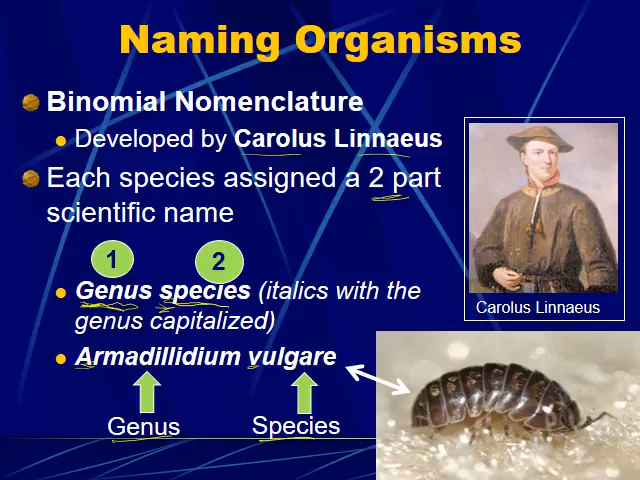 Naming Organisms
Binomial Nomenclature
Developed by Carolus Linnaeus
Each species assigned a 2 part
scientific name
1 2
Genus species (italics with the
genus capitalized)
Armadillidium vulgare
Genus Species
Carolus Linnaeus